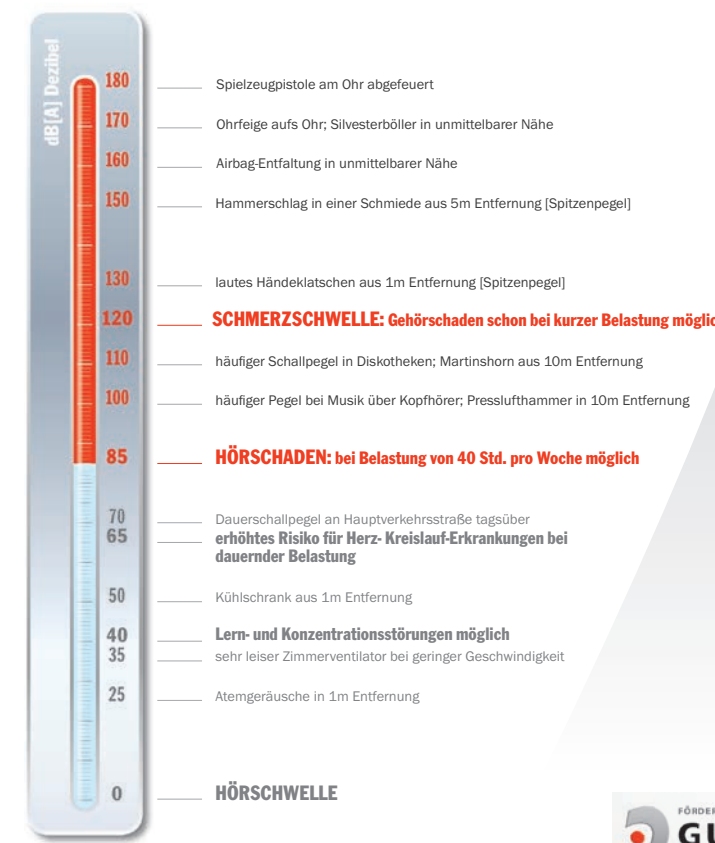 dB[A] Dezibel
180 Spielzeugpistole am Ohr abgefeuert
170 Ohrfeige aufs Ohr; Silvesterböller in unmittelbarer Nähe
160 Airbag-Entfaltung in unmittelbarer Nähe
150 Hammerschlag in einer Schmiede aus 5m Entfernung [Spitzenpegel]
130 lautes Händeklatschen aus 1m Entfernung [Spitzenpegel]
120 SCHMERZSCHWELLE: Gehörschaden schon bei kurzer Belastung möglic
110 häufiger Schallpegel in Diskotheken; Martinshorn aus 10m Entfernung
100 häufiger Pegel bei Musik über Kopfhörer; Presslufthammer in 10m Entfernung
85 HÖRSCHADEN: bei Belastung von 40 Std. pro Woche möglich
70 Dauerschallpegel an Hauptverkehrsstraße tagsüber
65 erhöhtes Risiko für Herz- Kreislauf-Erkrankungen bei
dauernder Belastung
50 Kühlschrank aus 1m Entfernung
40 Lern- und Konzentrationsstörungen möglich
35 sehr leiser Zimmerventilator bei geringer Geschwindigkeit
25 Atemgeräusche in 1m Entfernung
0 HÖRSCHWELLE